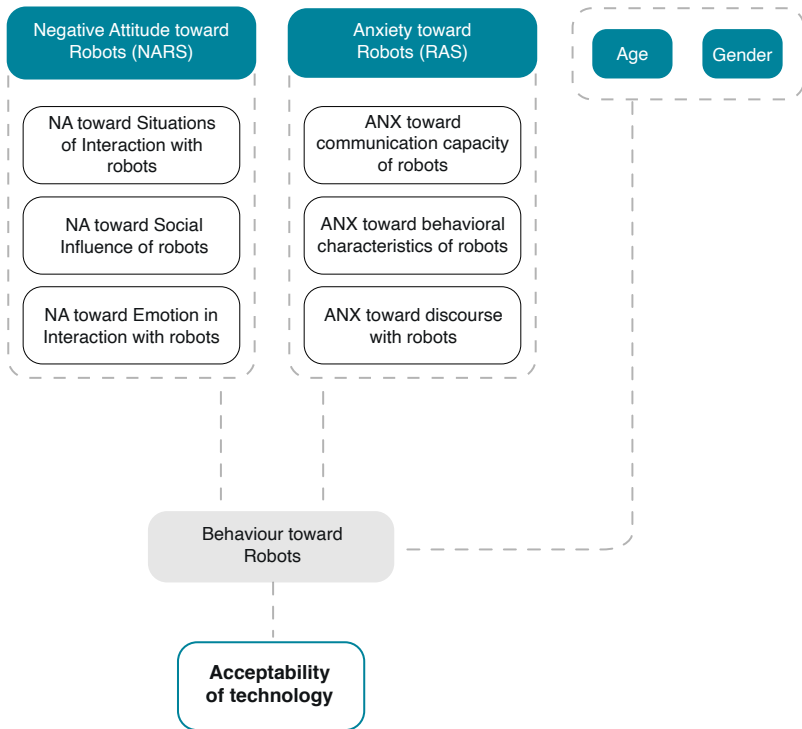 Negative Attitude toward
Robots (NARS)
NA toward Situations
of Interaction with
robots
NA toward Social
Influence of robots
NA toward Emotion in
Interaction with robots
Anxiety toward
Robots (RAS)
ANX toward
communication capacity
of robots
ANX toward behavioral
characteristics of robots
ANX toward discourse
with robots
Age
Gender
Behaviour toward
Robots
Acceptability
of technology